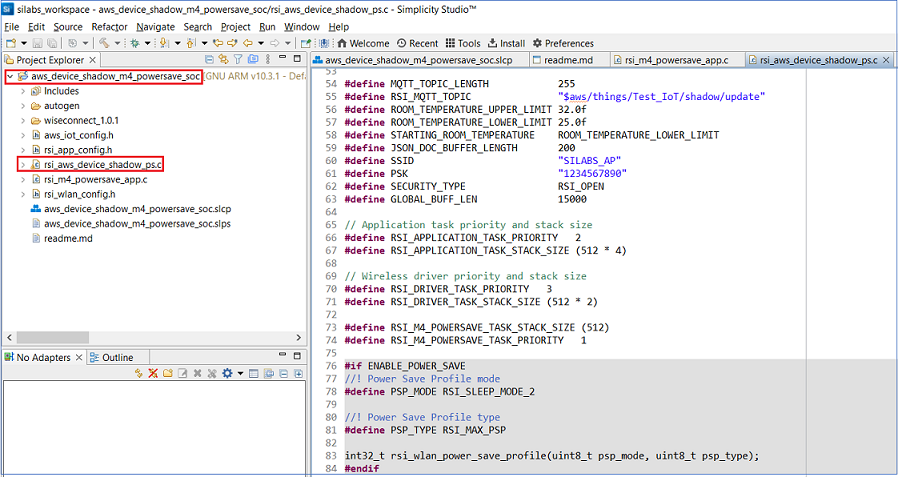 silabs_workspace - aws_device_shadow_m4_powersave_soc/rsi_aws_device_shadow_ps.c - Simplicity Studio™
File Edit Source Refactor Navigate Search Project Run Window Help
Welcome Recent Tools Install Preferences
Project Explorer
aws_device_shadow_m4_powersave_soc [GNU ARM v10.3.1 - Defa
Includes
autogen
wiseconnect_1.0.1
aws_iot_config.h
rsi_app_config.h
rsi_aws_device_shadow_ps.c
rsi_m4_powersave_app.c
rsi_wlan_config.h
aws_device_shadow_m4_powersave_soc.slcp
aws_device_shadow_m4_powersave_soc.slps
readme.md
No Adapters Outline
aws_device_shadow_m4_powersave_soc.slcp readme.md rsi_m4_powersave_app.c rsi_aws_device_shadow_ps.c
53
54 #define MQTT_TOPIC_LENGTH 255
55 #define RSI_MQTT_TOPIC "$aws/things/Test_IoT/shadow/update"
56 #define ROOM_TEMPERATURE_UPPER_LIMIT 32.0f
57 #define ROOM_TEMPERATURE_LOWER_LIMIT 25.0f
58 #define STARTING_ROOM_TEMPERATURE ROOM_TEMPERATURE_LOWER_LIMIT
59 #define JSON_DOC_BUFFER_LENGTH 200
60 #define SSID "SILABS_AP"
61 #define PSK "1234567890"
62 #define SECURITY_TYPE RSI_OPEN
63 #define GLOBAL_BUFF_LEN 15000
64
65 // Application task priority and stack size
66 #define RSI_APPLICATION_TASK_PRIORITY 2
67 #define RSI_APPLICATION_TASK_STACK_SIZE (512 * 4)
68
69 // Wireless driver priority and stack size
70 #define RSI_DRIVER_TASK_PRIORITY 3
71 #define RSI_DRIVER_TASK_STACK_SIZE (512 * 2)
72
73 #define RSI_M4_POWERSAVE_TASK_STACK_SIZE (512)
74 #define RSI_M4_POWERSAVE_TASK_PRIORITY 1
75
76 #if ENABLE_POWER_SAVE
77 //! Power Save Profile mode
78 #define PSP_MODE RSI_SLEEP_MODE_2
79
80 //! Power Save Profile type
81 #define PSP_TYPE RSI_MAX_PSP
82
83 int32_t rsi_wlan_power_save_profile(uint8_t psp_mode, uint8_t psp_type);
84 #endif